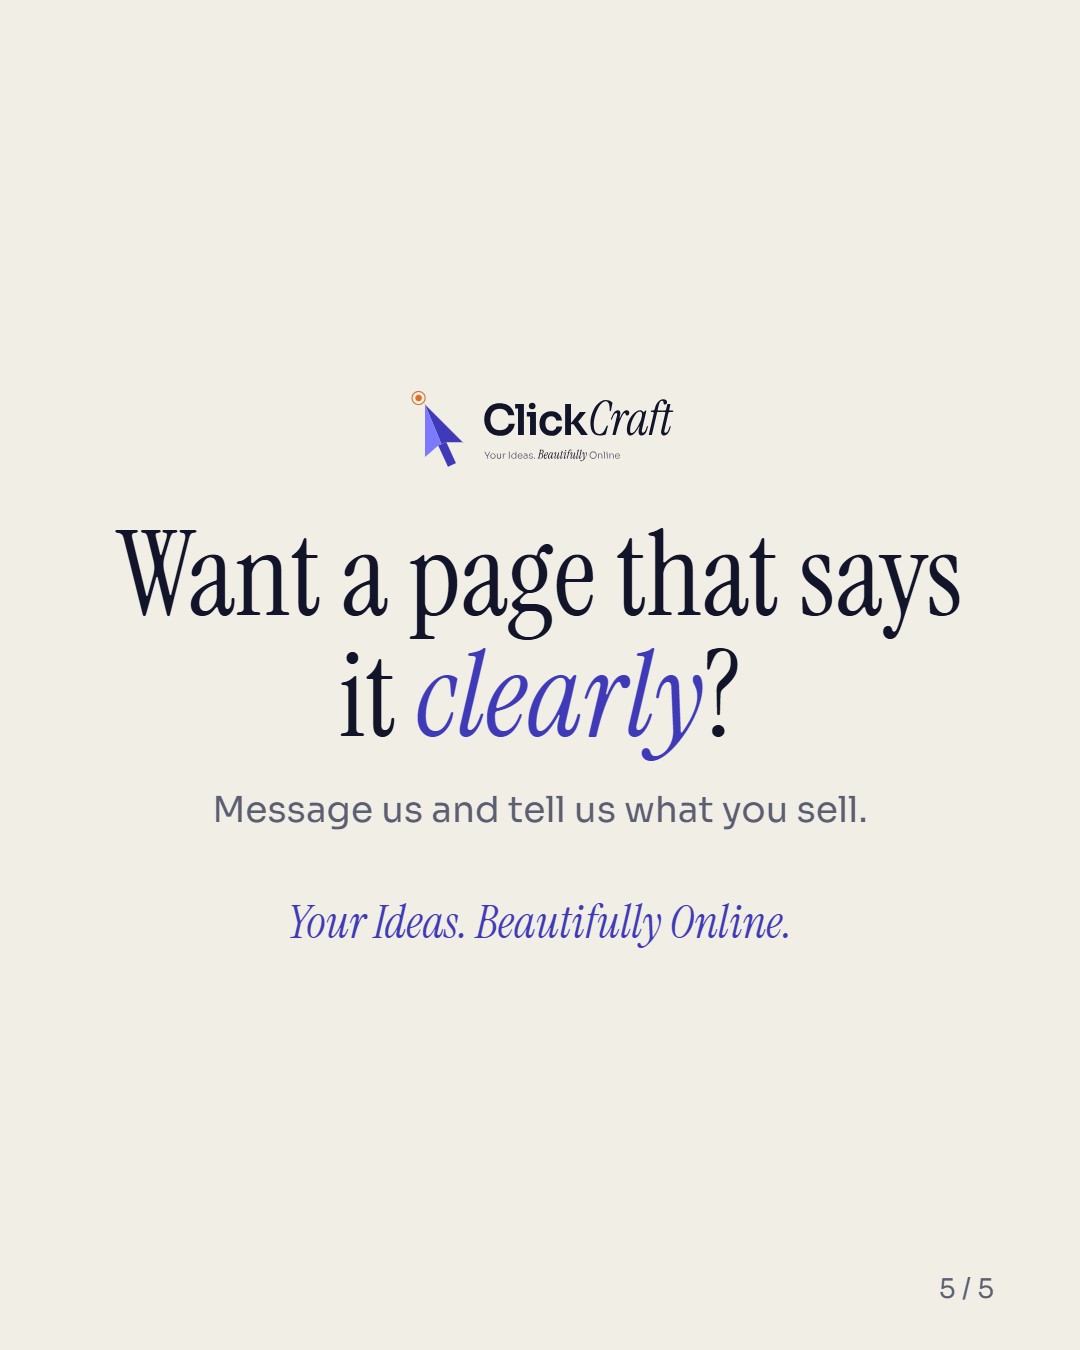 ClickCraft
Your Ideas. Beautifully Online
Want a page that says
it clearly?
Message us and tell us what you sell.
Your Ideas. Beautifully Online.
5 / 5